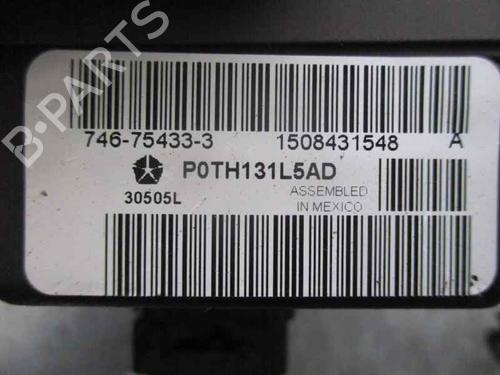 B-PARTS
746-75433-3 1508431548 A
P0TH131L5AD
ASSEMBLED
30505L IN MEXICO